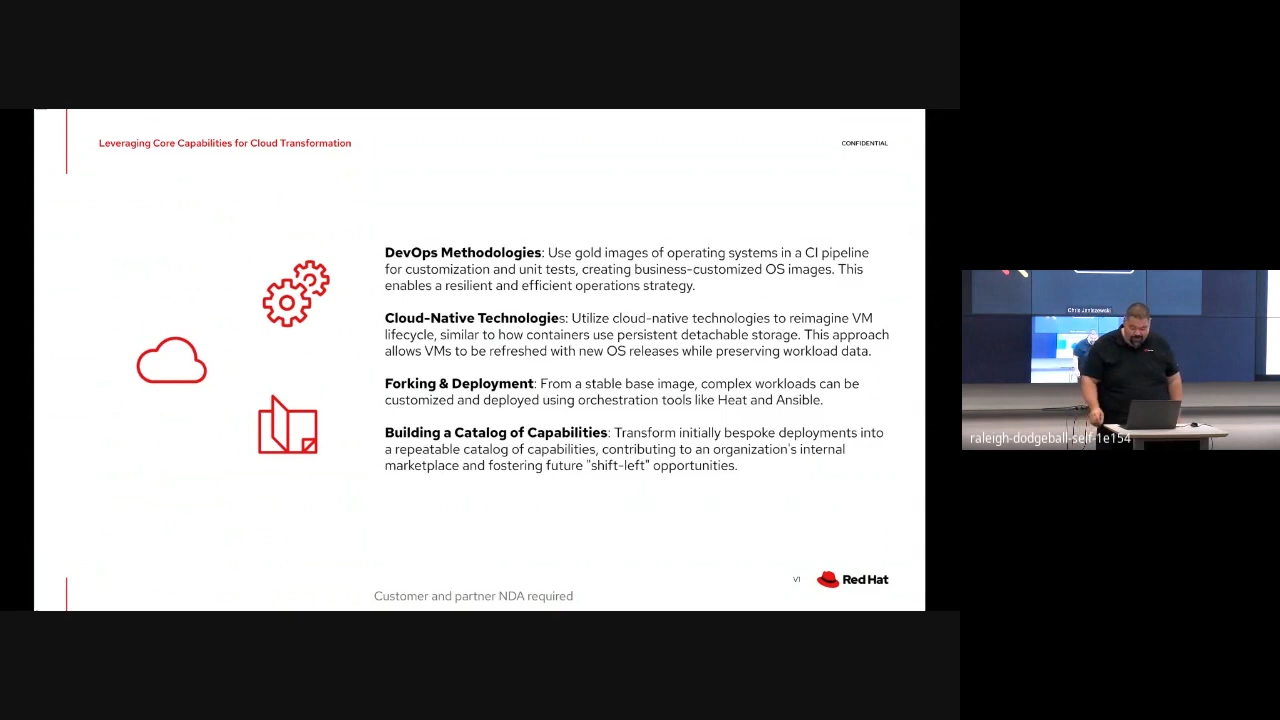 Leveraging Core Capabilities for Cloud Transformation
CONFIDENTIAL
DevOps Methodologies: Use gold images of operating systems in a CI pipeline
for customization and unit tests, creating business-customized OS images. This
enables a resilient and efficient operations strategy.
Cloud-Native Technologies: Utilize cloud-native technologies to reimagine VM
lifecycle, similar to how containers use persistent detachable storage. This approach
allows VMs to be refreshed with new OS releases while preserving workload data.
Forking & Deployment: From a stable base image, complex workloads can be
customized and deployed using orchestration tools like Heat and Ansible.
Building a Catalog of Capabilities: Transform initially bespoke deployments into
a repeatable catalog of capabilities, contributing to an organization's internal
marketplace and fostering future "shift-left" opportunities.
V1
Red Hat
Customer and partner NDA required
Chris Janiszewski
raleigh-dodgeball-self-1e154